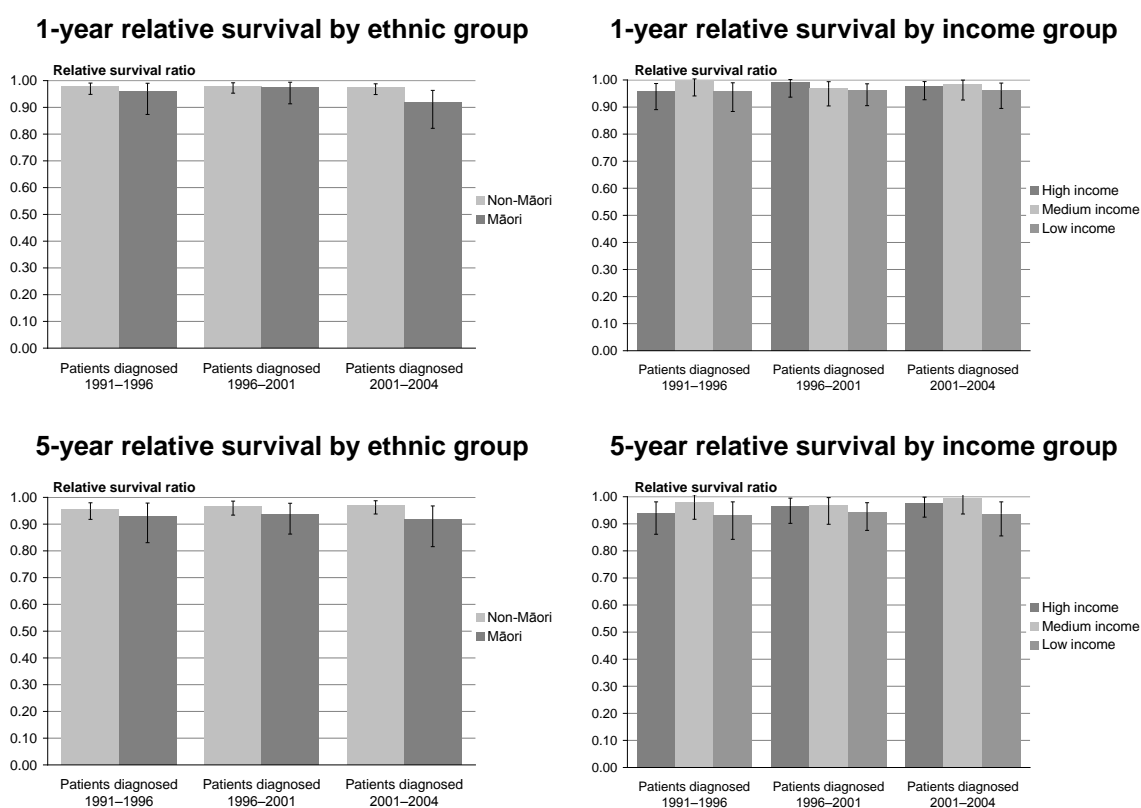 1-year relative survival by ethnic group
Relative survival ratio
1.00
0.90
0.80
0.70
0.60
0.50
0.40
0.30
0.20
0.10
0.00
Non-Māori
Māori
Patients diagnosed
1991–1996
Patients diagnosed
1996–2001
Patients diagnosed
2001–2004
1-year relative survival by income group
Relative survival ratio
1.00
0.90
0.80
0.70
0.60
0.50
0.40
0.30
0.20
0.10
0.00
High income
Medium income
Low income
Patients diagnosed
1991–1996
Patients diagnosed
1996–2001
Patients diagnosed
2001–2004
5-year relative survival by ethnic group
Relative survival ratio
1.00
0.90
0.80
0.70
0.60
0.50
0.40
0.30
0.20
0.10
0.00
Non-Māori
Māori
Patients diagnosed
1991–1996
Patients diagnosed
1996–2001
Patients diagnosed
2001–2004
5-year relative survival by income group
Relative survival ratio
1.00
0.90
0.80
0.70
0.60
0.50
0.40
0.30
0.20
0.10
0.00
High income
Medium income
Low income
Patients diagnosed
1991–1996
Patients diagnosed
1996–2001
Patients diagnosed
2001–2004